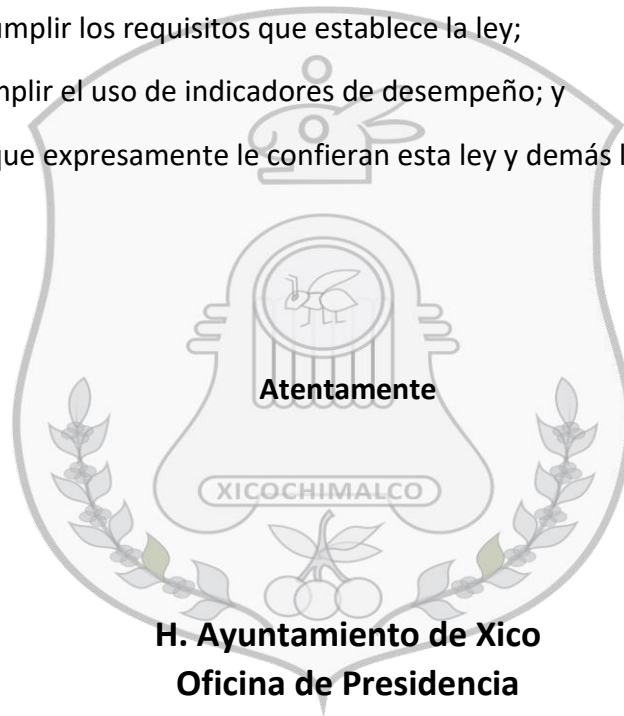 umplir los requisitos que establece la ley;
mplir el uso de indicadores de desempeño; y
que expresamente le confieran esta ley y demás l
Atentamente
XICOCHIMALCO
H. Ayuntamiento de Xico
Oficina de Presidencia